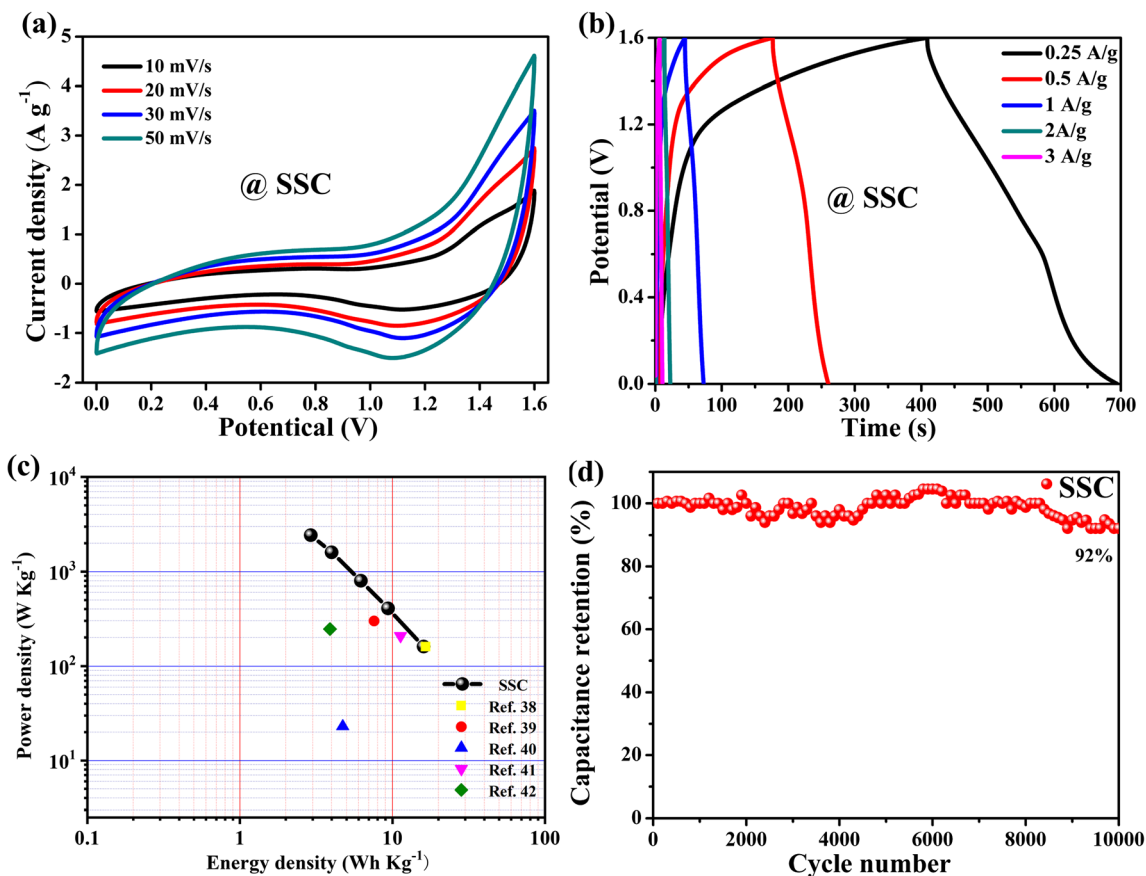 (a)
5
4
3
2
1
0
-1
-2
Current density (A g⁻¹)
10 mV/s
20 mV/s
30 mV/s
50 mV/s
@ SSC
0.0 0.2 0.4 0.6 0.8 1.0 1.2 1.4 1.6
Potentical (V)
(b)
1.6
1.2
0.8
0.4
0.0
Potential (V)
0.25 A/g
0.5 A/g
1 A/g
2A/g
3 A/g
@ SSC
0 100 200 300 400 500 600 700
Time (s)
(c)
10⁴
10³
10²
10¹
Power density (W Kg⁻¹)
SSC
Ref. 38
Ref. 39
Ref. 40
Ref. 41
Ref. 42
0.1 1 10 100
Energy density (Wh Kg⁻¹)
(d)
100
80
60
40
20
0
Capacitance retention (%)
SSC
92%
0 2000 4000 6000 8000 10000
Cycle number